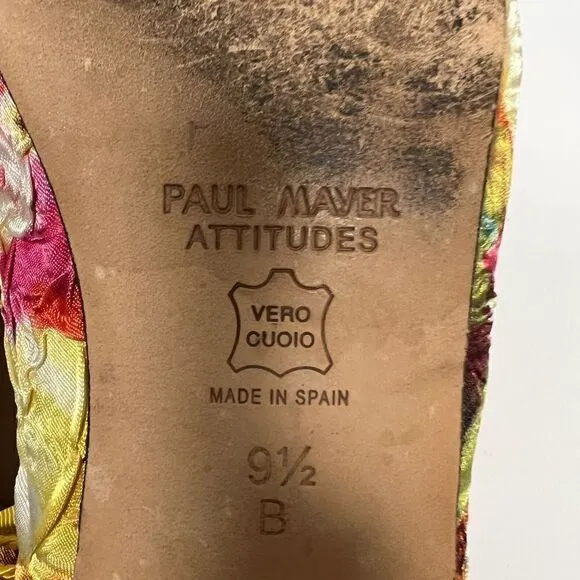 PAUL MAYER
ATTITUDES
VERO
CUOIO
MADE IN SPAIN
9½
B